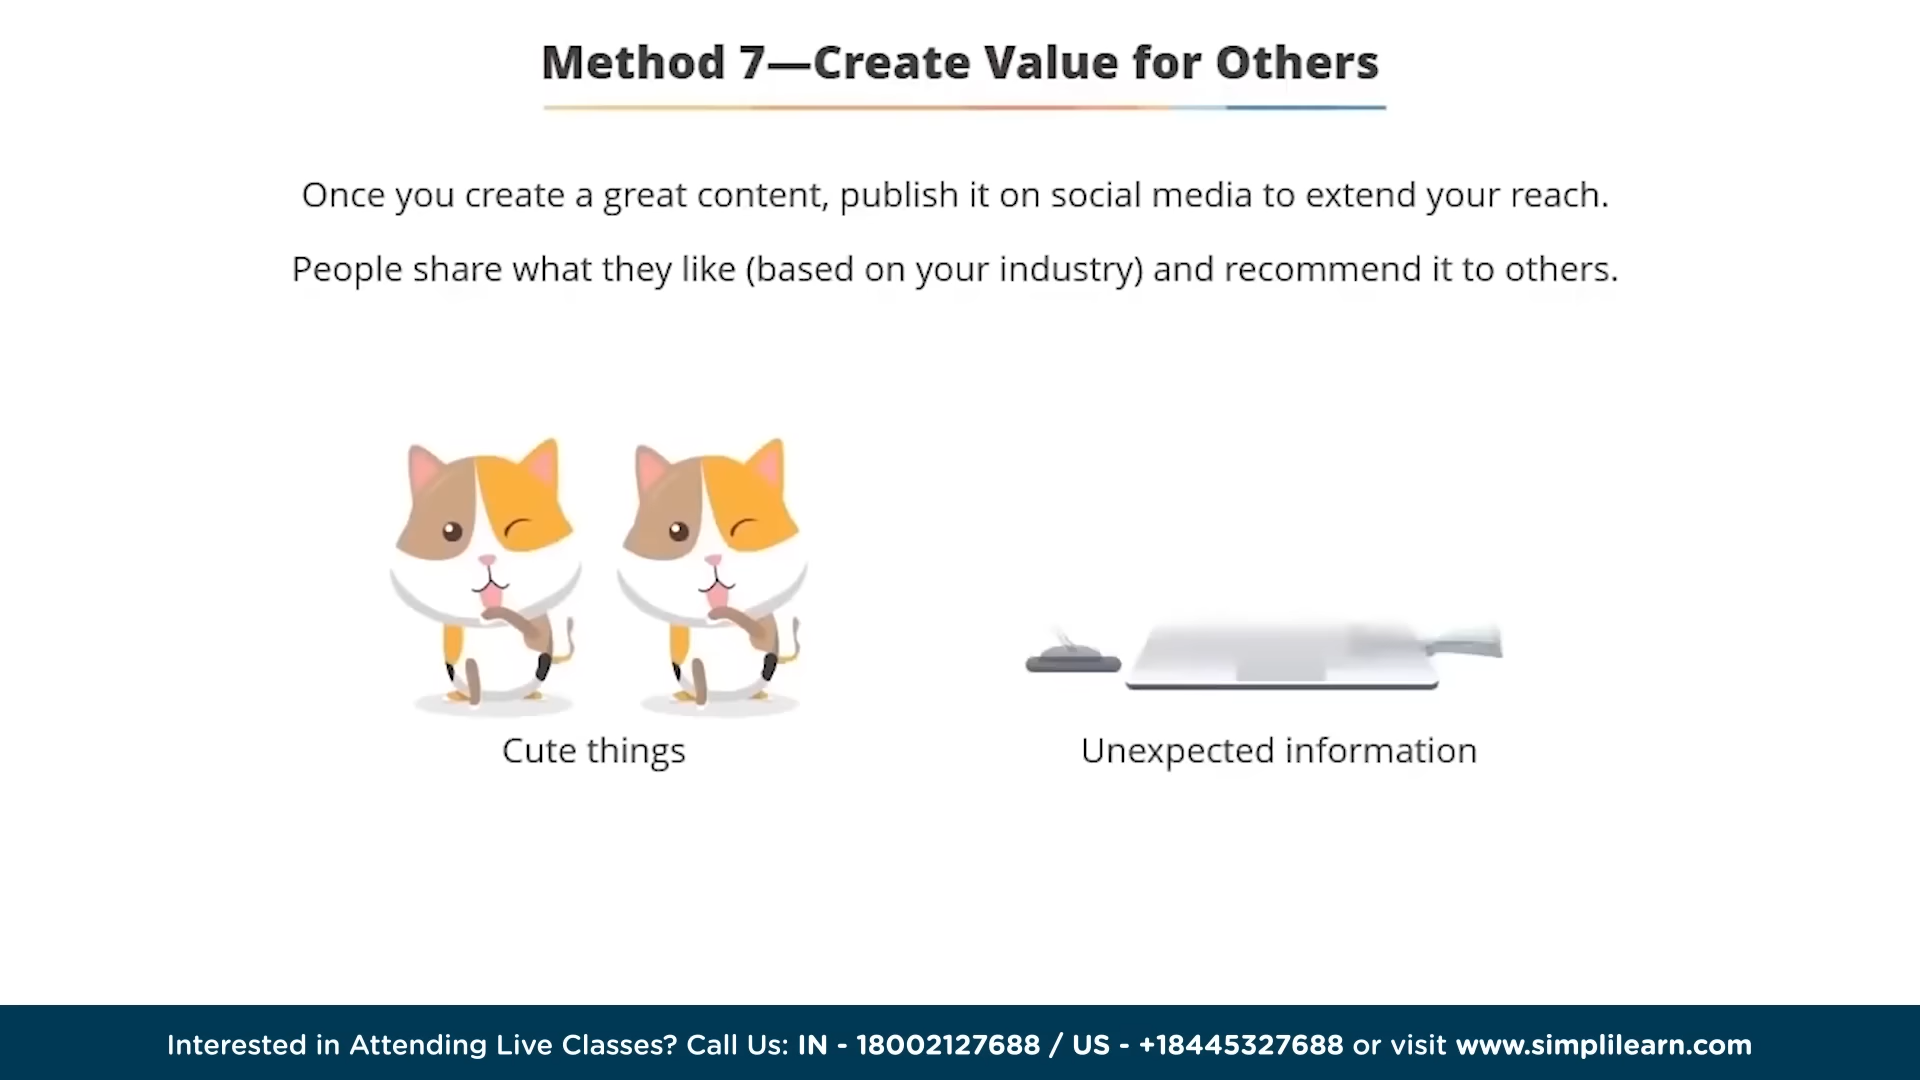 Method 7—Create Value for Others
Once you create a great content, publish it on social media to extend your reach.
People share what they like (based on your industry) and recommend it to others.
Cute things
Unexpected information
Interested in Attending Live Classes? Call Us: IN - 18002127688 / US - +18445327688 or visit www.simplilearn.com